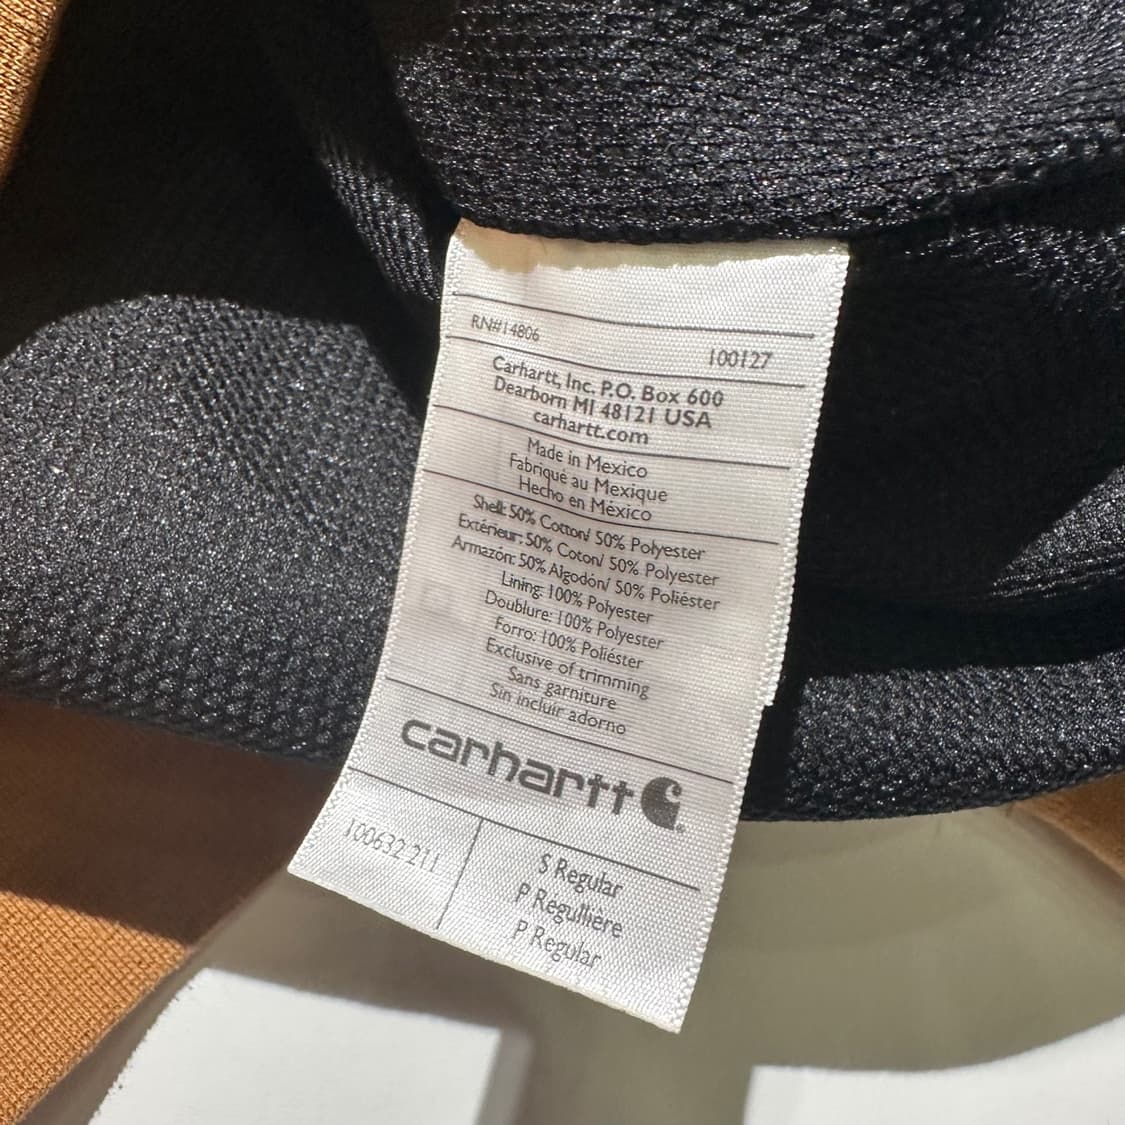 RN#14806
100127
Carhartt, Inc. P.O. Box 600
Dearborn MI 48121 USA
carhartt.com
Made in Mexico
Fabriqué au Mexique
Hecho en México
Shell: 50% Cotton/ 50% Polyester
Extérieur: 50% Coton/ 50% Polyester
Armazón: 50% Algodón/ 50% Poliéster
Lining: 100% Polyester
Doublure: 100% Polyester
Forro: 100% Poliéster
Exclusive of trimming
Sans garniture
Sin incluir adorno
carhartt
100632 211
S Regular
P Régullière
P Regular